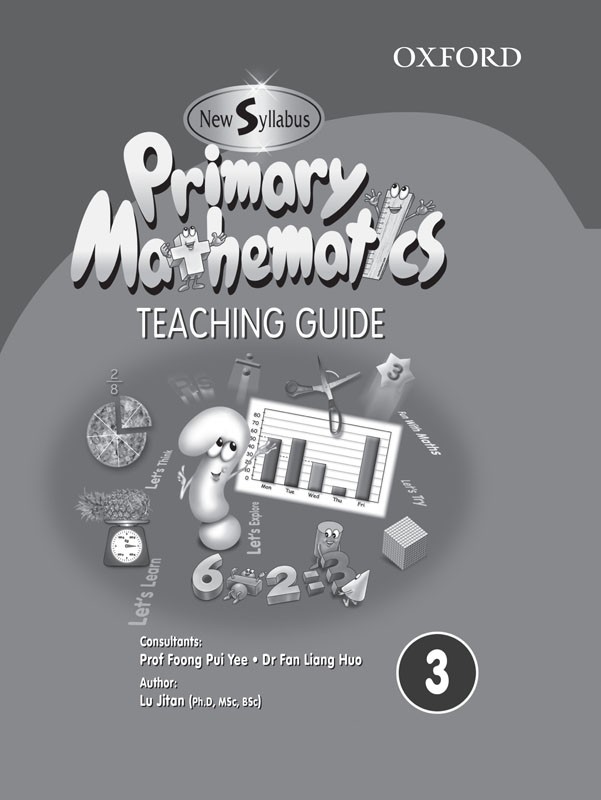 OXFORD
New Syllabus
Primary
Mathematics
TEACHING GUIDE
2
8
3
Fun With Maths
80
70
60
50
40
30
20
10
0
Mon Tue Wed Thu Fri
Let's Think
Let's Try
Let's Explore
6 ÷ 2 = 3
Let's Learn
Consultants:
Prof Foong Pui Yee • Dr Fan Liang Huo
Author:
Lu Jitan (Ph.D, MSc, BSc)
3